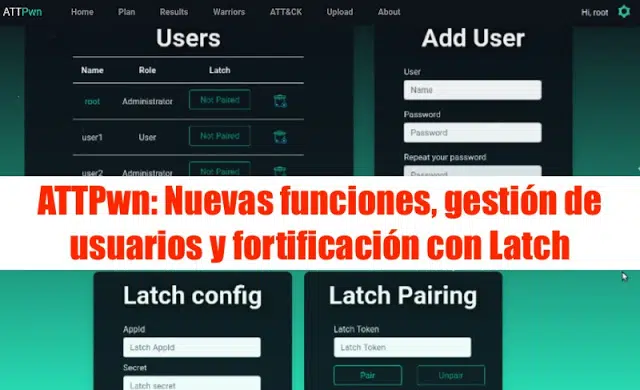 ATTPwn Home Plan Results Warriors ATT&CK Upload About Hi, root
Users
Name Role Latch
root Administrator Not Paired
user1 User Not Paired
user2 Administrator Not Paired
Add User
User
Name
Password
Password
Repeat your password
Password
ATTPwn: Nuevas funciones, gestión de
usuarios y fortificación con Latch
Latch config
AppId
Latch AppId
Secret
Latch secret
Latch Pairing
Latch Token
Latch Token
Pair Unpair